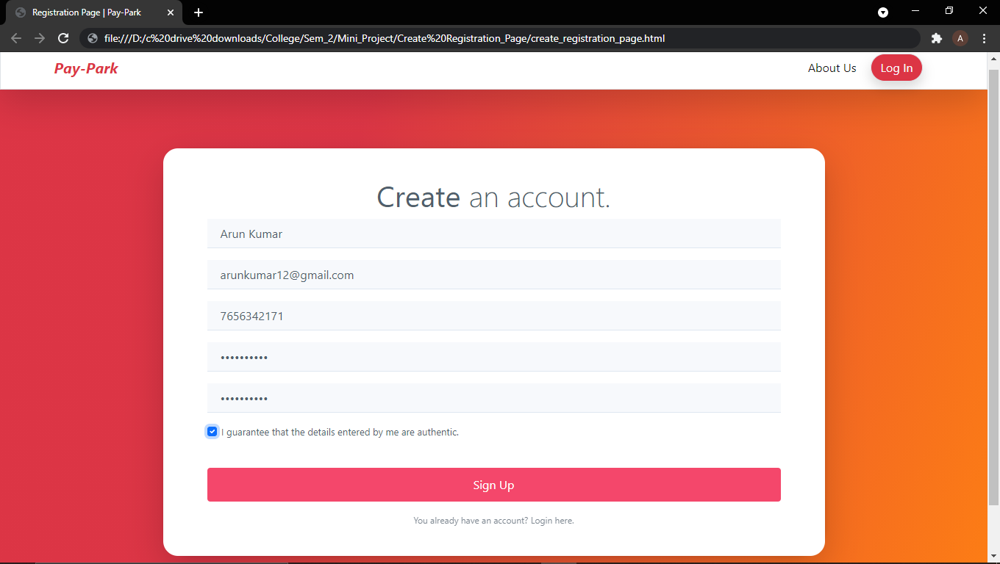 Registration Page | Pay-Park
file:///D:/c%20drive%20downloads/College/Sem_2/Mini_Project/Create%20Registration_Page/create_registration_page.html
A
Pay-Park
About Us
Log In
Create an account.
Arun Kumar
arunkumar12@gmail.com
7656342171
••••••••••
••••••••••
I guarantee that the details entered by me are authentic.
Sign Up
You already have an account? Login here.